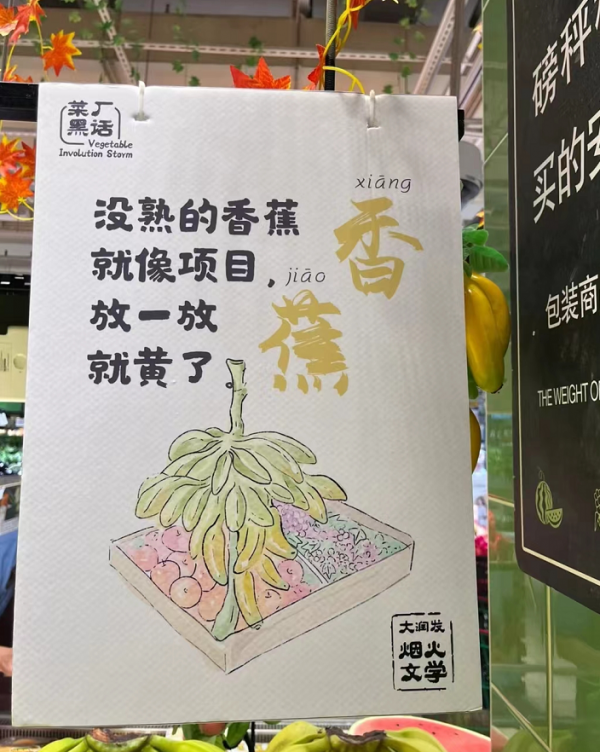 菜厂
黑话
Vegetable
Involution Storm
没熟的香蕉
就像项目，
放一放
就黄了
xiāng
香
jiāo
蕉
大润发
烟火
文学
磅秤
买的
包装商
THE WEIGHT